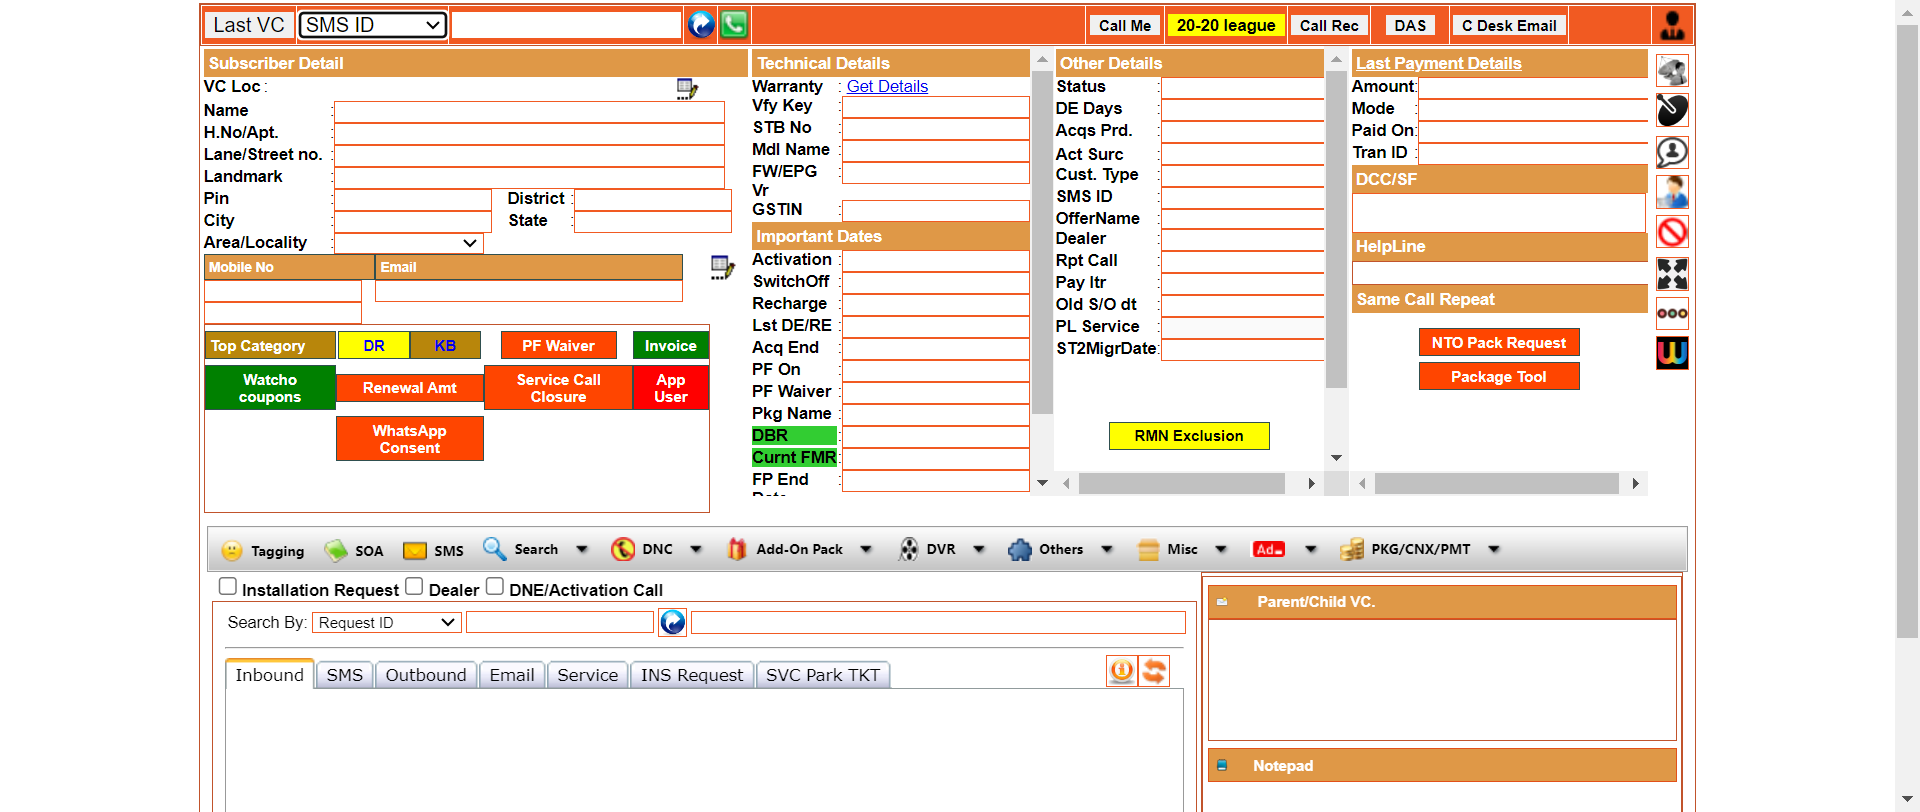 Last VC SMS ID Call Me 20-20 league Call Rec DAS C Desk Email
Subscriber Detail
VC Loc :
Name :
H.No/Apt. :
Lane/Street no. :
Landmark :
Pin : District :
City : State :
Area/Locality :
Mobile No Email
Top Category DR KB PF Waiver Invoice
Watcho coupons Renewal Amt Service Call Closure App User
WhatsApp Consent
Technical Details
Warranty : Get Details
Vfy Key :
STB No :
Mdl Name :
FW/EPG Vr :
GSTIN :
Important Dates
Activation :
SwitchOff :
Recharge :
Lst DE/RE :
Acq End :
PF On :
PF Waiver :
Pkg Name :
DBR :
Curnt FMR :
FP End :
Date
Other Details
Status :
DE Days :
Acqs Prd. :
Act Surc :
Cust. Type :
SMS ID :
OfferName :
Dealer :
Rpt Call :
Pay Itr :
Old S/O dt :
PL Service :
ST2MigrDate:
RMN Exclusion
Last Payment Details
Amount:
Mode :
Paid On:
Tran ID :
DCC/SF
HelpLine
Same Call Repeat
NTO Pack Request
Package Tool
Tagging SOA SMS Search DNC Add-On Pack DVR Others Misc Ad PKG/CNX/PMT
Installation Request Dealer DNE/Activation Call
Search By: Request ID
Inbound SMS Outbound Email Service INS Request SVC Park TKT
Parent/Child VC.
Notepad